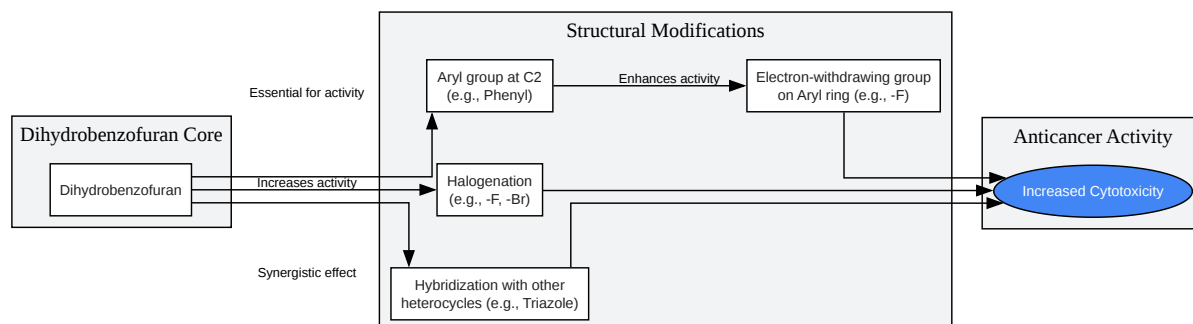 Structural Modifications
Aryl group at C2
(e.g., Phenyl)
Enhances activity
Electron-withdrawing group
on Aryl ring (e.g., -F)
Essential for activity
Dihydrobenzofuran Core
Dihydrobenzofuran
Increases activity
Halogenation
(e.g., -F, -Br)
Anticancer Activity
Increased Cytotoxicity
Synergistic effect
Hybridization with other
heterocycles (e.g., Triazole)